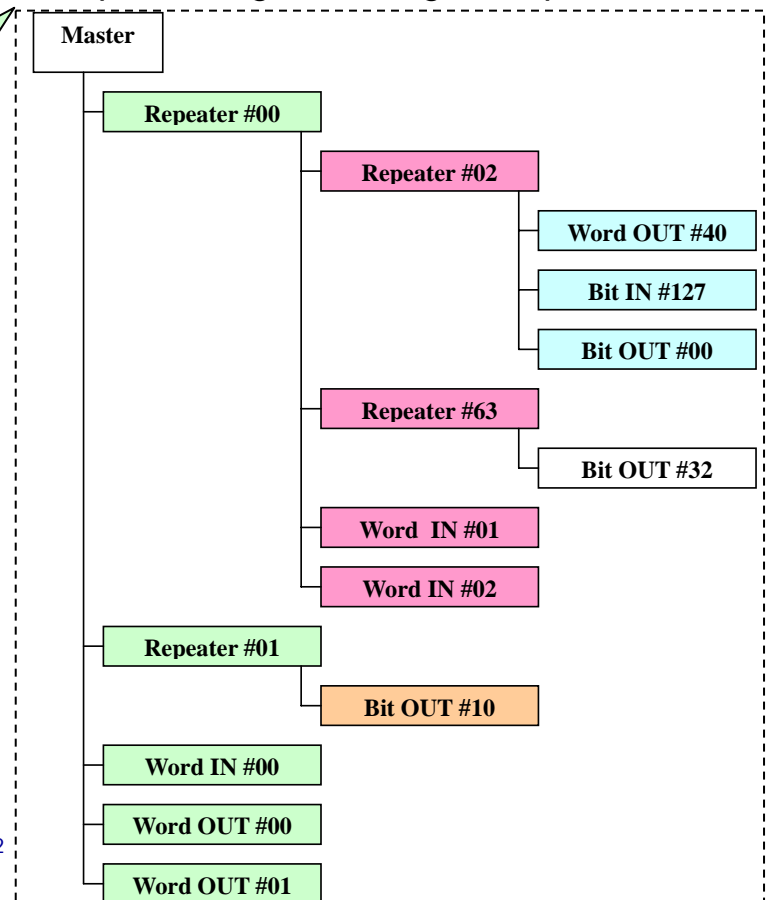 Master
Repeater #00
Repeater #02
Word OUT #40
Bit IN #127
Bit OUT #00
Repeater #63
Bit OUT #32
Word IN #01
Word IN #02
Repeater #01
Bit OUT #10
Word IN #00
Word OUT #00
2
Word OUT #01